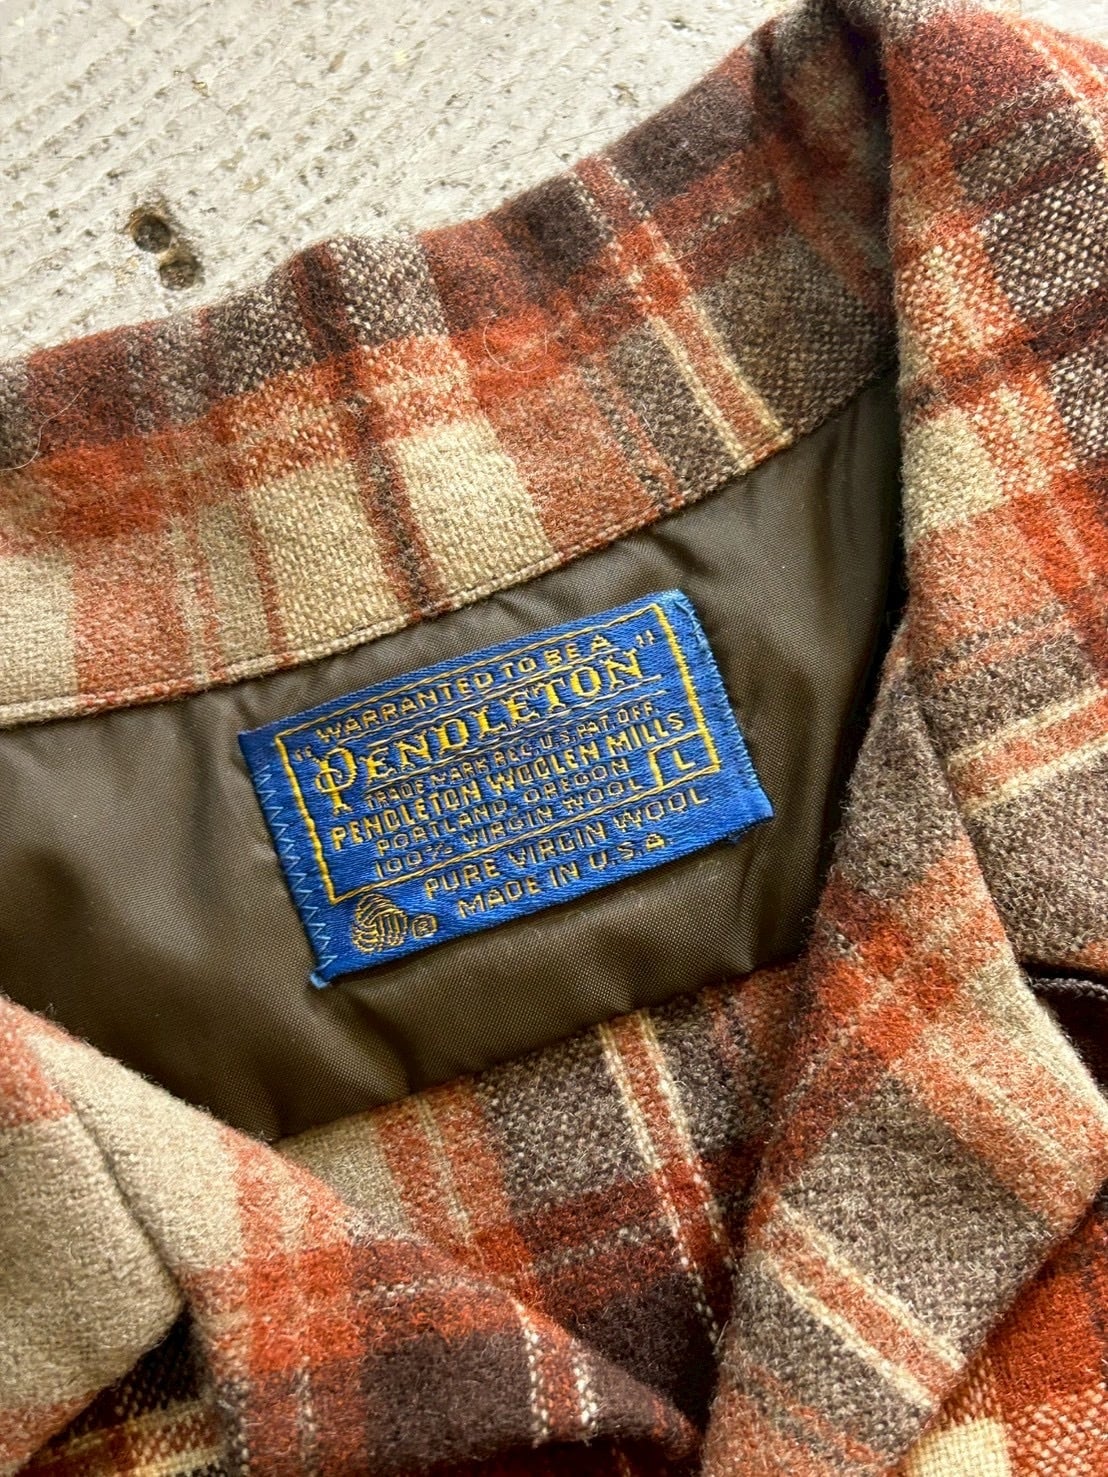 "WARRANTED TO BE A
PENDLETON"
TRADE MARK REG. U.S. PAT. OFF.
PENDLETON WOOLEN MILLS
PORTLAND, OREGON
100% VIRGIN WOOL
L
PURE VIRGIN WOOL
® MADE IN U.S.A.